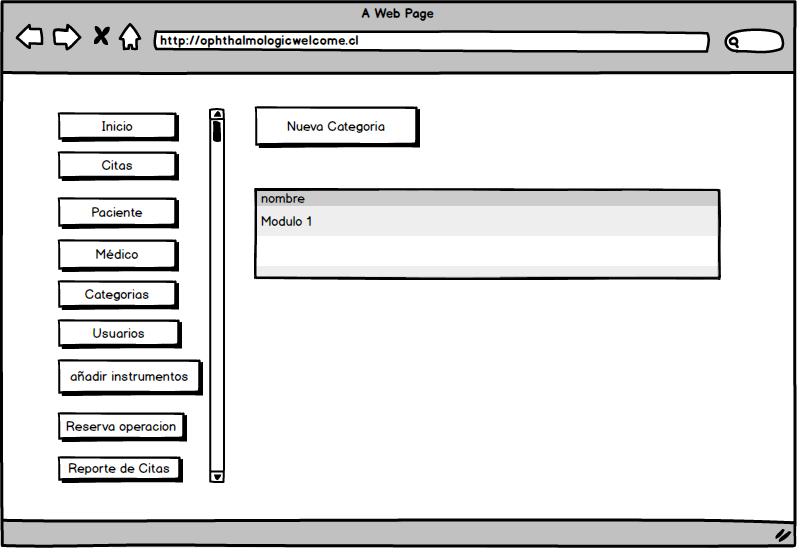 A Web Page
http://ophthalmologicwelcome.cl
Inicio
Citas
Paciente
Médico
Categorias
Usuarios
añadir instrumentos
Reserva operacion
Reporte de Citas
Nueva Categoria
nombre
Modulo 1